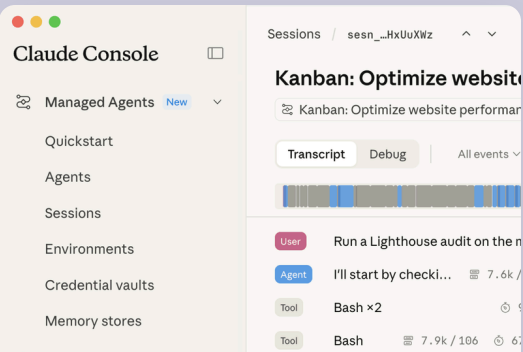 Claude Console
Managed Agents New
Quickstart
Agents
Sessions
Environments
Credential vaults
Memory stores
Sessions / sesn_…HxUuXWz
Kanban: Optimize
Kanban: Optimize website
Transcript Debug All events
User Run a Lighthouse audit on the
Agent I'll start by checki… 7.6k /
Tool Bash ×2
Tool Bash 7.9k / 106